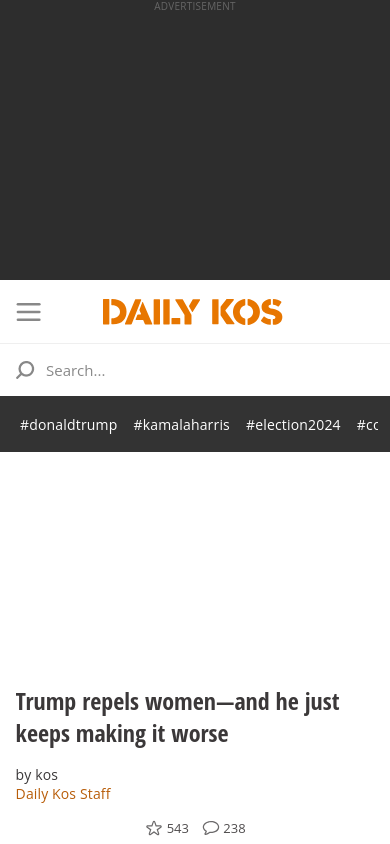 ADVERTISEMENT
DAILY KOS
Search...
#donaldtrump #kamalaharris #election2024
Trump repels women—and he just
keeps making it worse
by kos
Daily Kos Staff
543 238